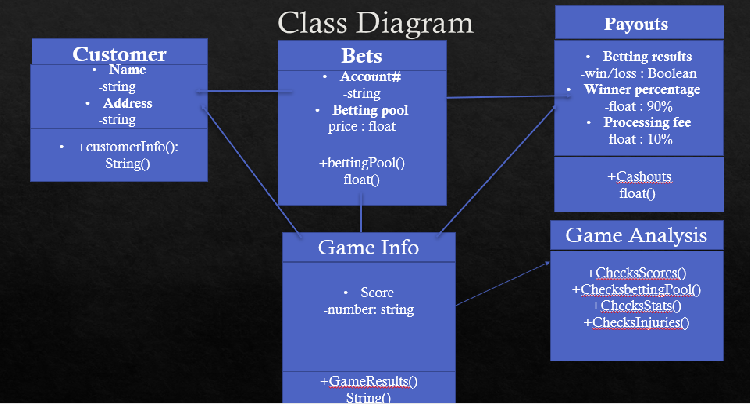 Class Diagram
Customer
• Name
-string
• Address
-string
• +customerInfo():
String()
Bets
• Account#
-string
• Betting pool
price : float
+bettingPool()
float()
Payouts
• Betting results
-win/loss : Boolean
• Winner percentage
-float : 90%
• Processing fee
float : 10%
+Cashouts
float()
Game Info
• Score
-number: string
+GameResults()
String()
Game Analysis
+ChecksScores()
+ChecksbettingPool()
+ChecksStats()
+ChecksInjuries()